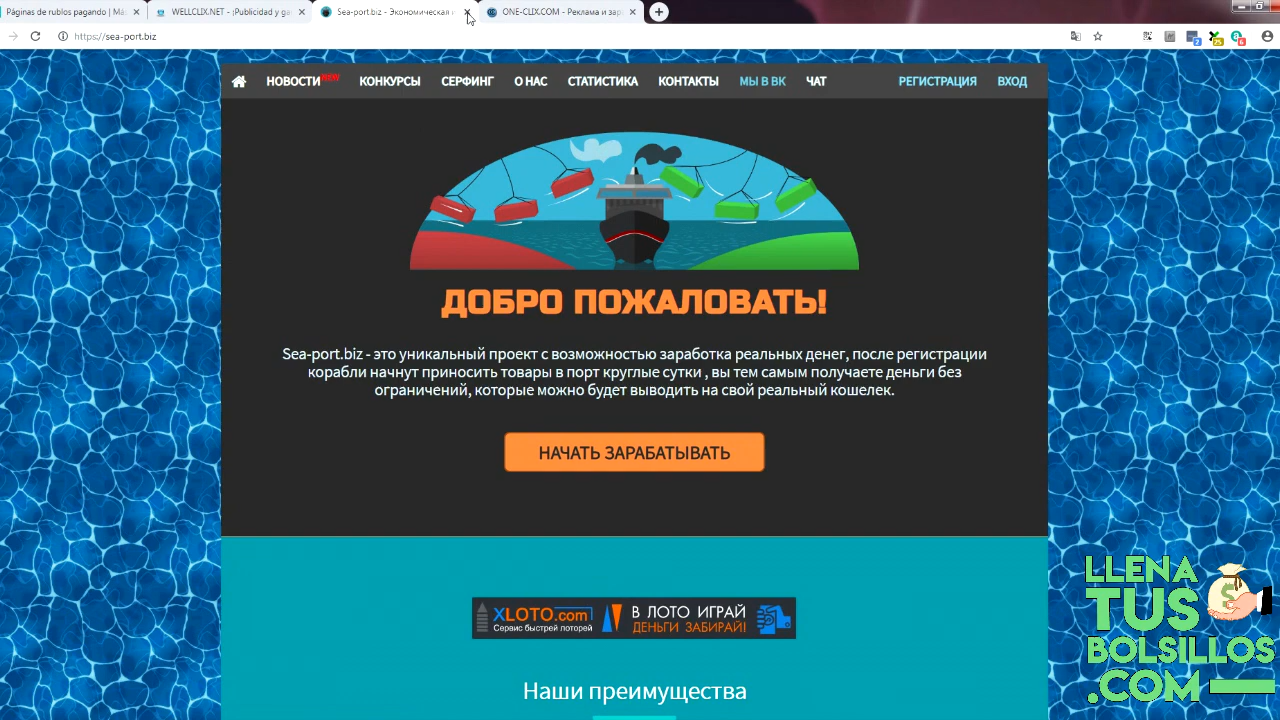 Páginas de rublos pagando | Más
WELLCLIX.NET - ¡Publicidad y ga
Sea-port.biz - Экономическая и
ONE-CLIX.COM - Реклама и зар
https://sea-port.biz
НОВОСТИ NEW
КОНКУРСЫ
СЕРФИНГ
О НАС
СТАТИСТИКА
КОНТАКТЫ
МЫ В ВК
ЧАТ
РЕГИСТРАЦИЯ
ВХОД
ДОБРО ПОЖАЛОВАТЬ!
Sea-port.biz - это уникальный проект с возможностью заработка реальных денег, после регистрации
корабли начнут приносить товары в порт круглые сутки , вы тем самым получаете деньги без
ограничений, которые можно будет выводить на свой реальный кошелек.
НАЧАТЬ ЗАРАБАТЫВАТЬ
XLOTO.com
Сервис быстрой лоторей
В ЛОТО ИГРАЙ
ДЕНЬГИ ЗАБИРАЙ!
Наши преимущества
LLENA
TUS
BOLSILLOS
.COM